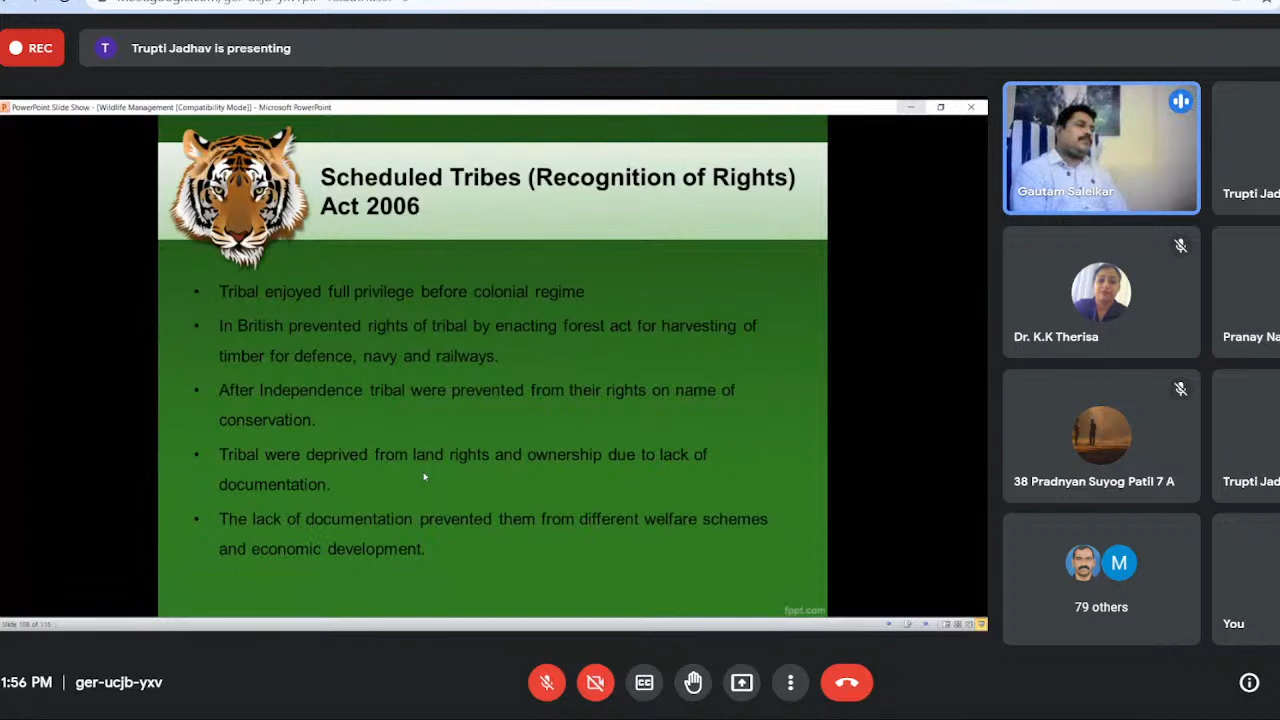 REC
T
Trupti Jadhav is presenting
PowerPoint Slide Show - [Wildlife Management [Compatibility Mode]] - Microsoft PowerPoint
Scheduled Tribes (Recognition of Rights)
Act 2006
• Tribal enjoyed full privilege before colonial regime
• In British prevented rights of tribal by enacting forest act for harvesting of
timber for defence, navy and railways.
• After Independence tribal were prevented from their rights on name of
conservation.
• Tribal were deprived from land rights and ownership due to lack of
documentation.
• The lack of documentation prevented them from different welfare schemes
and economic development.
fppt.com
Slide 108 of 115
Gautam Salelkar
Trupti Jad
Dr. K.K Therisa
Pranay Na
38 Pradnyan Suyog Patil 7 A
Trupti Jad
M
79 others
You
1:56 PM | ger-ucjb-yxv